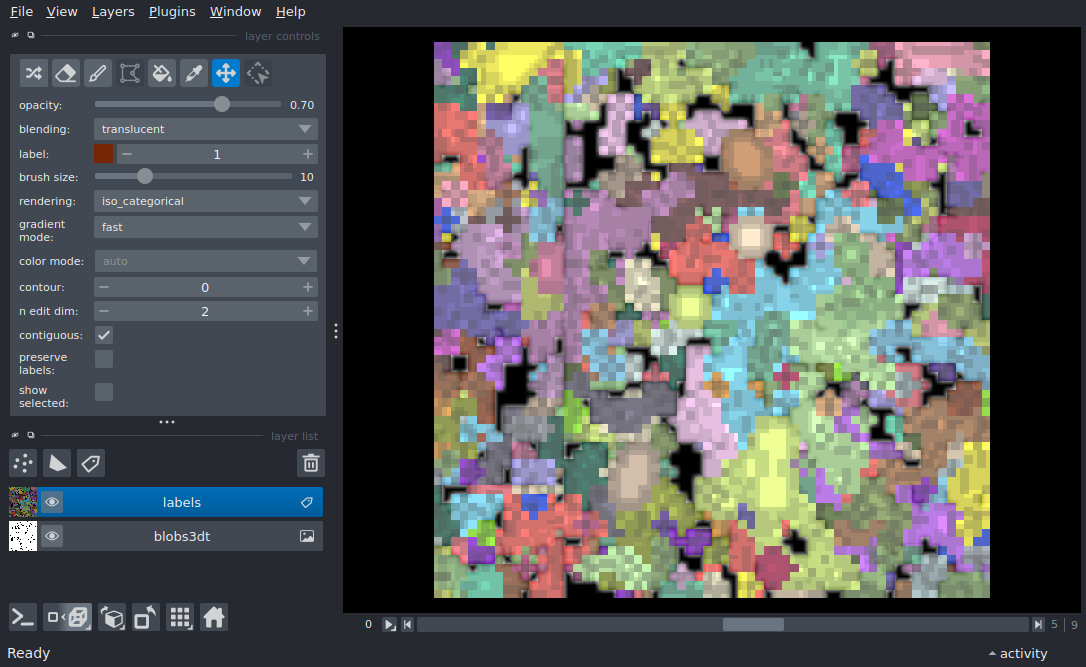 File View Layers Plugins Window Help
layer controls
opacity: 0.70
blending: translucent
label: 1
brush size: 10
rendering: iso_categorical
gradient
mode: fast
color mode: auto
contour: 0
n edit dim: 2
contiguous:
preserve
labels:
show
selected:
layer list
labels
blobs3dt
0 5 | 9
Ready activity